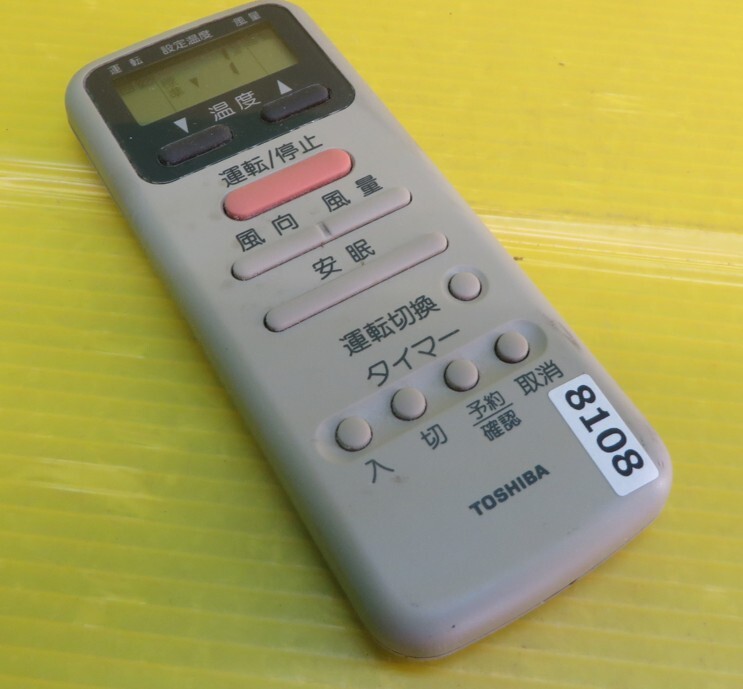 運転 設定温度 風量
▼ 温度 ▲
運転/停止
風向 風量
安眠
運転切換
タイマー
入 切 予約/確認 取消
TOSHIBA
8108